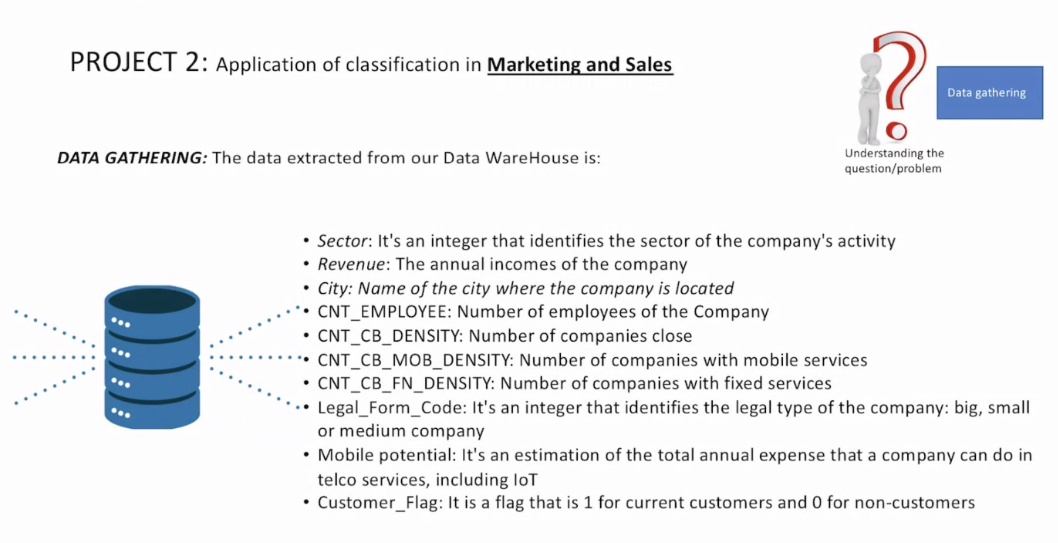 PROJECT 2: Application of classification in Marketing and Sales
Data gathering
Understanding the
question/problem
DATA GATHERING: The data extracted from our Data WareHouse is:
• Sector: It's an integer that identifies the sector of the company's activity
• Revenue: The annual incomes of the company
• City: Name of the city where the company is located
• CNT_EMPLOYEE: Number of employees of the Company
• CNT_CB_DENSITY: Number of companies close
• CNT_CB_MOB_DENSITY: Number of companies with mobile services
• CNT_CB_FN_DENSITY: Number of companies with fixed services
• Legal_Form_Code: It's an integer that identifies the legal type of the company: big, small
or medium company
• Mobile potential: It's an estimation of the total annual expense that a company can do in
telco services, including IoT
• Customer_Flag: It is a flag that is 1 for current customers and 0 for non-customers